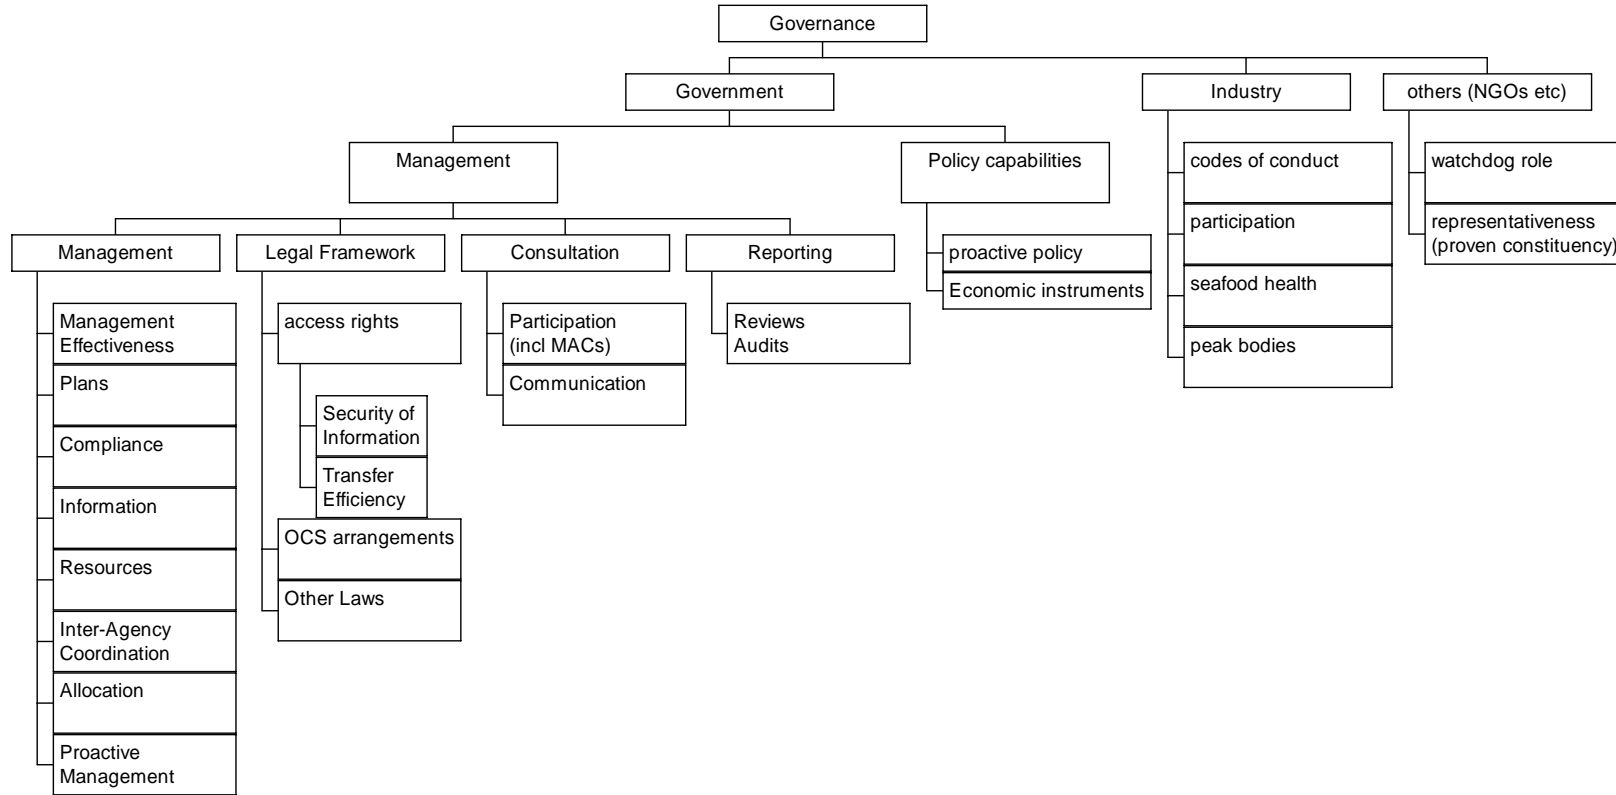 Governance
Government
Industry
others (NGOs etc)
Management
Policy capabilities
codes of conduct
participation
seafood health
peak bodies
watchdog role
representativeness
(proven constituency)
Management
Legal Framework
Consultation
Reporting
proactive policy
Economic instruments
Management
Effectiveness
Plans
Compliance
Information
Resources
Inter-Agency
Coordination
Allocation
Proactive
Management
access rights
Security of
Information
Transfer
Efficiency
OCS arrangements
Other Laws
Participation
(incl MACs)
Communication
Reviews
Audits